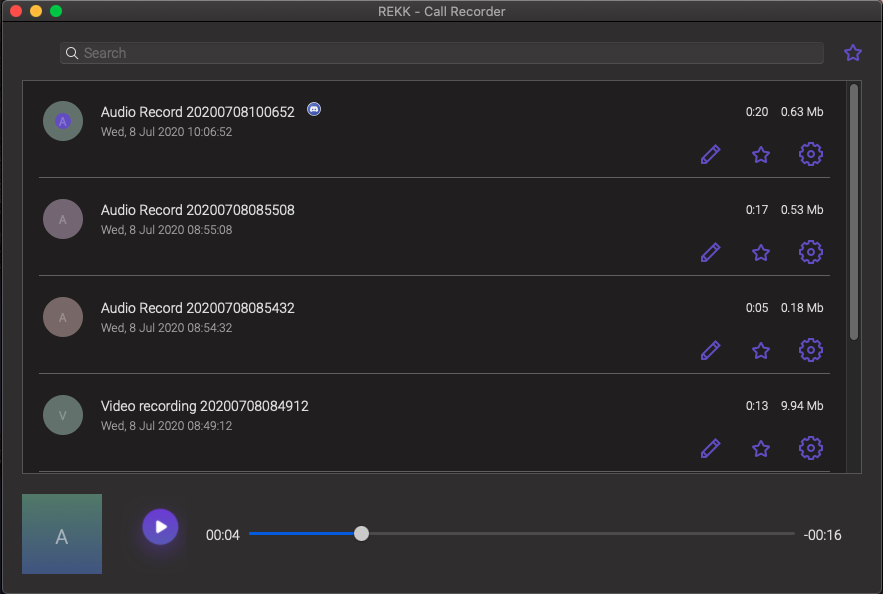 REKK - Call Recorder
Search
A
Audio Record 20200708100652
0:20 0.63 Mb
Wed, 8 Jul 2020 10:06:52
A
Audio Record 20200708085508
0:17 0.53 Mb
Wed, 8 Jul 2020 08:55:08
A
Audio Record 20200708085432
0:05 0.18 Mb
Wed, 8 Jul 2020 08:54:32
V
Video recording 20200708084912
0:13 9.94 Mb
Wed, 8 Jul 2020 08:49:12
A
00:04
-00:16